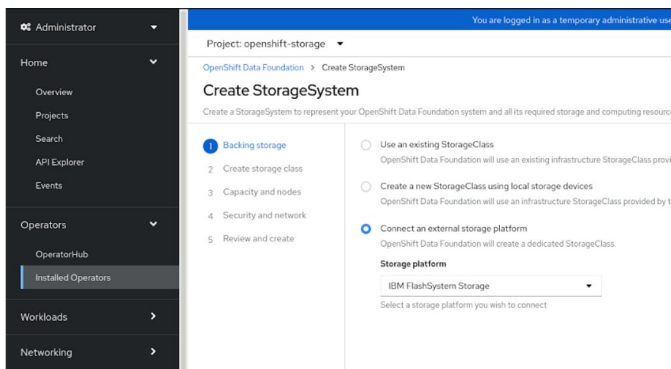 Administrator
You are logged in as a temporary administrative use
Project: openshift-storage
Home
OpenShift Data Foundation > Create StorageSystem
Create StorageSystem
Overview
Create a StorageSystem to represent your OpenShift Data Foundation system and all its required storage and computing resource
Projects
Search
API Explorer
Events
Operators
OperatorHub
Installed Operators
Workloads
Networking
1 Backing storage
2 Create storage class
3 Capacity and nodes
4 Security and network
5 Review and create
Use an existing StorageClass
OpenShift Data Foundation will use an existing infrastructure StorageClass provi
Create a new StorageClass using local storage devices
OpenShift Data Foundation will use an infrastructure StorageClass provided by t
Connect an external storage platform
OpenShift Data Foundation will create a dedicated StorageClass.
Storage platform
IBM FlashSystem Storage
Select a storage platform you wish to connect